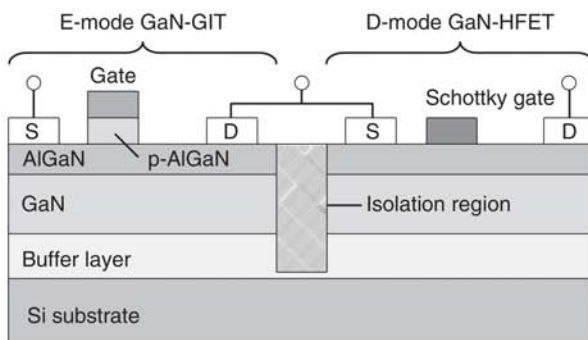 E-mode GaN-GIT
D-mode GaN-HFET
Gate
Schottky gate
S
D
S
D
AlGaN
p-AlGaN
GaN
Isolation region
Buffer layer
Si substrate